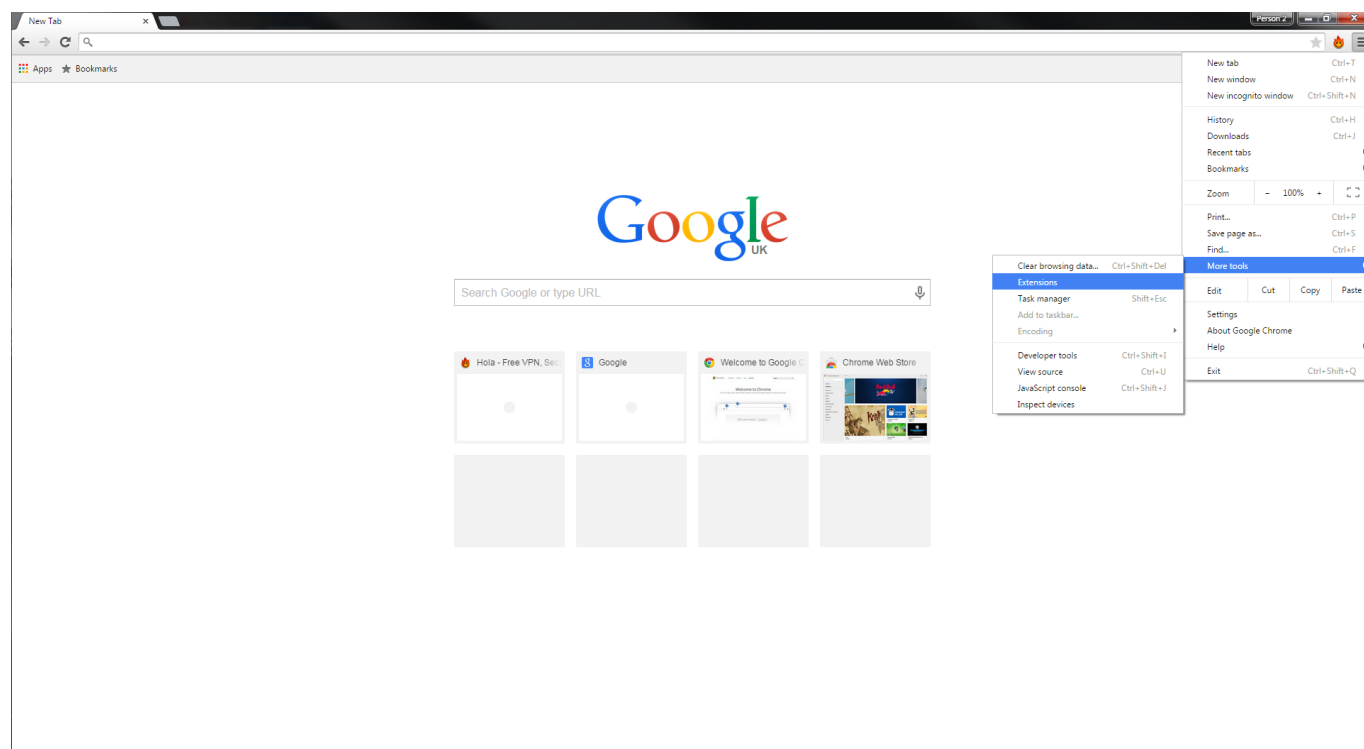 New Tab
Person 2
Apps
Bookmarks
New tab Ctrl+T
New window Ctrl+N
New incognito window Ctrl+Shift+N
History Ctrl+H
Downloads Ctrl+J
Recent tabs
Bookmarks
Zoom - 100% +
Print... Ctrl+P
Save page as... Ctrl+S
Find... Ctrl+F
More tools
Edit Cut Copy Paste
Settings
About Google Chrome
Help
Exit Ctrl+Shift+Q
Clear browsing data... Ctrl+Shift+Del
Extensions
Task manager Shift+Esc
Add to taskbar...
Encoding
Developer tools Ctrl+Shift+I
View source Ctrl+U
JavaScript console Ctrl+Shift+J
Inspect devices
Google
UK
Search Google or type URL
Hola - Free VPN, Sec
Google
Welcome to Google C
Chrome Web Store